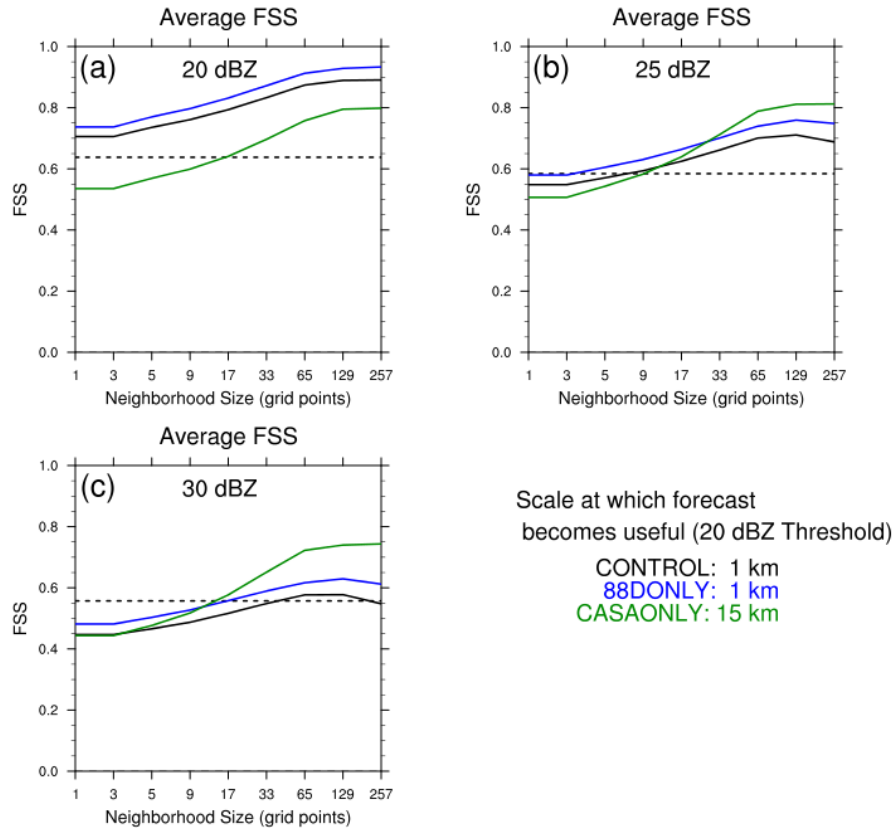 Average FSS
(a)
20 dBZ
FSS
1.0
0.8
0.6
0.4
0.2
0.0
1 3 5 9 17 33 65 129 257
Neighborhood Size (grid points)
Average FSS
(b)
25 dBZ
FSS
1.0
0.8
0.6
0.4
0.2
0.0
1 3 5 9 17 33 65 129 257
Neighborhood Size (grid points)
Average FSS
(c)
30 dBZ
FSS
1.0
0.8
0.6
0.4
0.2
0.0
1 3 5 9 17 33 65 129 257
Neighborhood Size (grid points)
Scale at which forecast
becomes useful (20 dBZ Threshold)
CONTROL: 1 km
88DONLY: 1 km
CASAONLY: 15 km